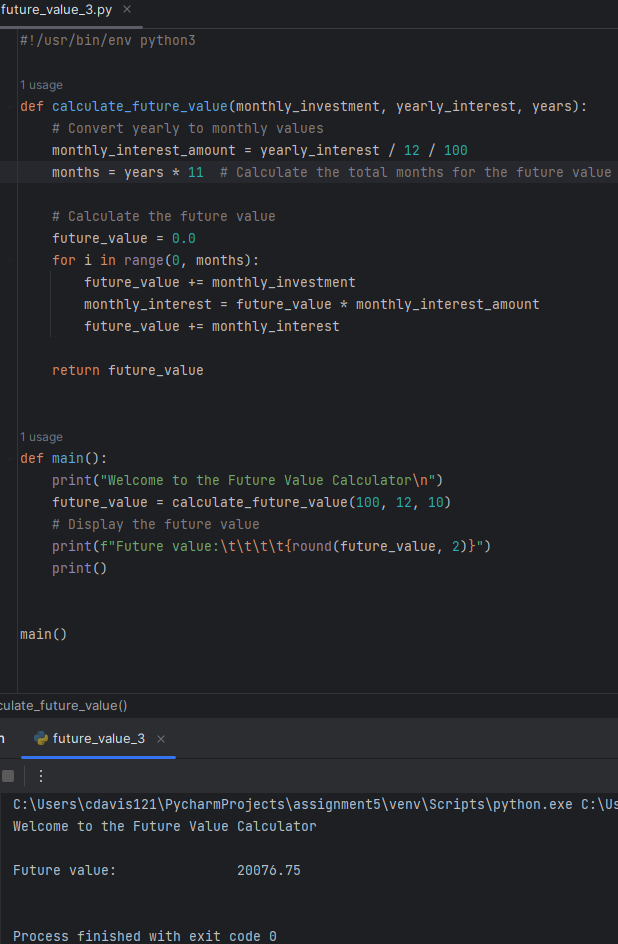 future_value_3.py ×
#!/usr/bin/env python3
1 usage
def calculate_future_value(monthly_investment, yearly_interest, years):
    # Convert yearly to monthly values
    monthly_interest_amount = yearly_interest / 12 / 100
    months = years * 11  # Calculate the total months for the future value
    # Calculate the future value
    future_value = 0.0
    for i in range(0, months):
        future_value += monthly_investment
        monthly_interest = future_value * monthly_interest_amount
        future_value += monthly_interest
    return future_value
1 usage
def main():
    print("Welcome to the Future Value Calculator\n")
    future_value = calculate_future_value(100, 12, 10)
    # Display the future value
    print(f"Future value:\t\t\t\t{round(future_value, 2)}")
    print()
main()
culate_future_value()
n future_value_3 ×
C:\Users\cdavis121\PycharmProjects\assignment5\venv\Scripts\python.exe C:\Us
Welcome to the Future Value Calculator
Future value:               20076.75
Process finished with exit code 0